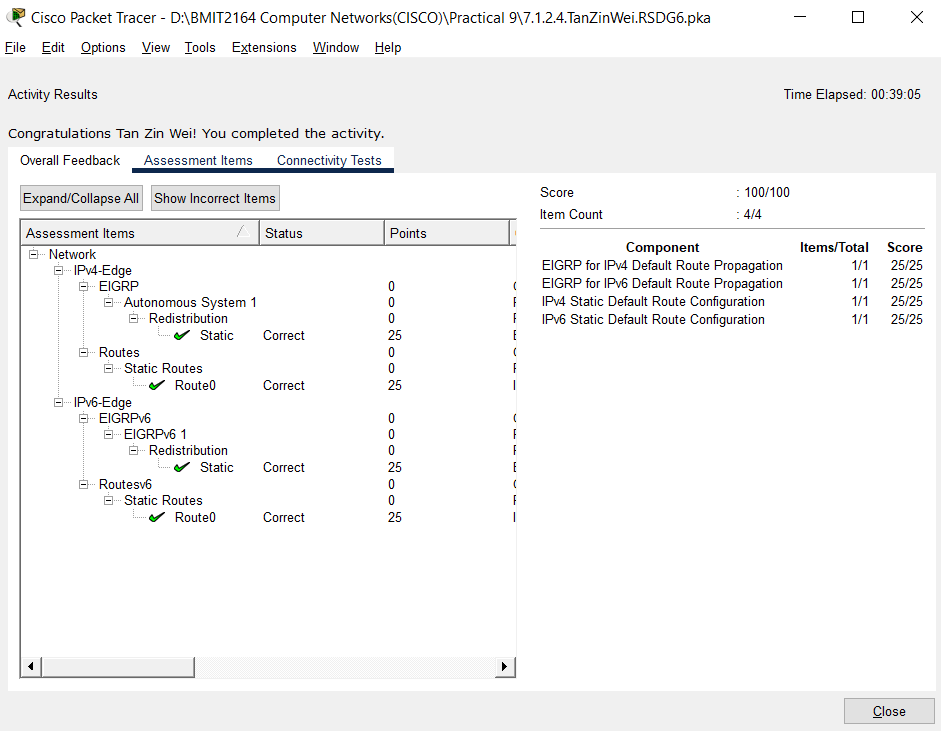 Cisco Packet Tracer - D:\BMIT2164 Computer Networks(CISCO)\Practical 9\7.1.2.4.TanZinWei.RSDG6.pka
File Edit Options View Tools Extensions Window Help
Activity Results Time Elapsed: 00:39:05
Congratulations Tan Zin Wei! You completed the activity.
Overall Feedback Assessment Items Connectivity Tests
Expand/Collapse All Show Incorrect Items
Assessment Items Status Points
Network
IPv4-Edge
EIGRP 0
Autonomous System 1 0
Redistribution
Static Correct 25
Routes 0
Static Routes 0
Route0 Correct 25
IPv6-Edge
EIGRPv6 0
EIGRPv6 1 0
Redistribution 0
Static Correct 25
Routesv6 0
Static Routes 0
Route0 Correct 25
Score : 100/100
Item Count : 4/4
Component Items/Total Score
EIGRP for IPv4 Default Route Propagation 1/1 25/25
EIGRP for IPv6 Default Route Propagation 1/1 25/25
IPv4 Static Default Route Configuration 1/1 25/25
IPv6 Static Default Route Configuration 1/1 25/25
Close